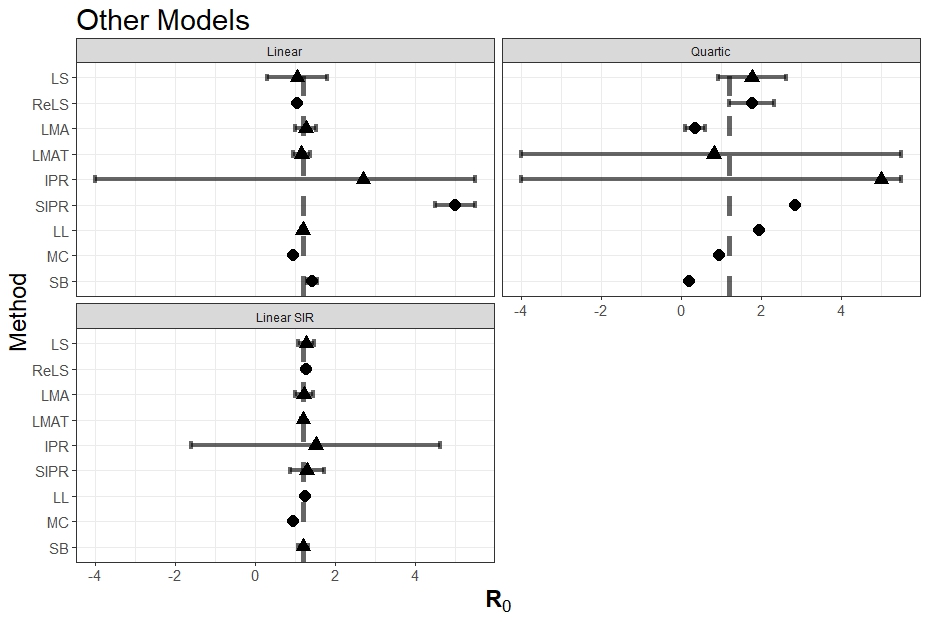 Other Models
Linear
Quartic
LS
ReLS
LMA
LMAT
IPR
SIPR
LL
MC
SB
-4 -2 0 2 4
Method
Linear SIR
LS
ReLS
LMA
LMAT
IPR
SIPR
LL
MC
SB
-4 -2 0 2 4
R0